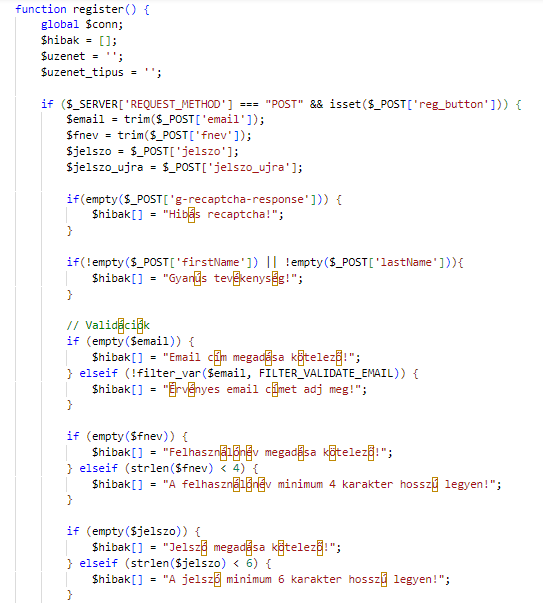 function register() {
global $conn;
$hibak = [];
$uzenet = '';
$uzenet_tipus = '';
if ($_SERVER['REQUEST_METHOD'] === "POST" && isset($_POST['reg_button'])) {
$email = trim($_POST['email']);
$fnev = trim($_POST['fnev']);
$jelszo = $_POST['jelszo'];
$jelszo_ujra = $_POST['jelszo_ujra'];
if(empty($_POST['g-recaptcha-response'])) {
$hibak[] = "Hibás recaptcha!";
}
if(!empty($_POST['firstName']) || !empty($_POST['lastName'])){
$hibak[] = "Gyanús tevékenység!";
}
// Validációk
if (empty($email)) {
$hibak[] = "Email cím megadása kötelező!";
} elseif (!filter_var($email, FILTER_VALIDATE_EMAIL)) {
$hibak[] = "Érvényes email címet adj meg!";
}
if (empty($fnev)) {
$hibak[] = "Felhasználónév megadása kötelező!";
} elseif (strlen($fnev) < 4) {
$hibak[] = "A felhasználónév minimum 4 karakter hosszú legyen!";
}
if (empty($jelszo)) {
$hibak[] = "Jelszó megadása kötelező!";
} elseif (strlen($jelszo) < 6) {
$hibak[] = "A jelszó minimum 6 karakter hosszú legyen!";
}